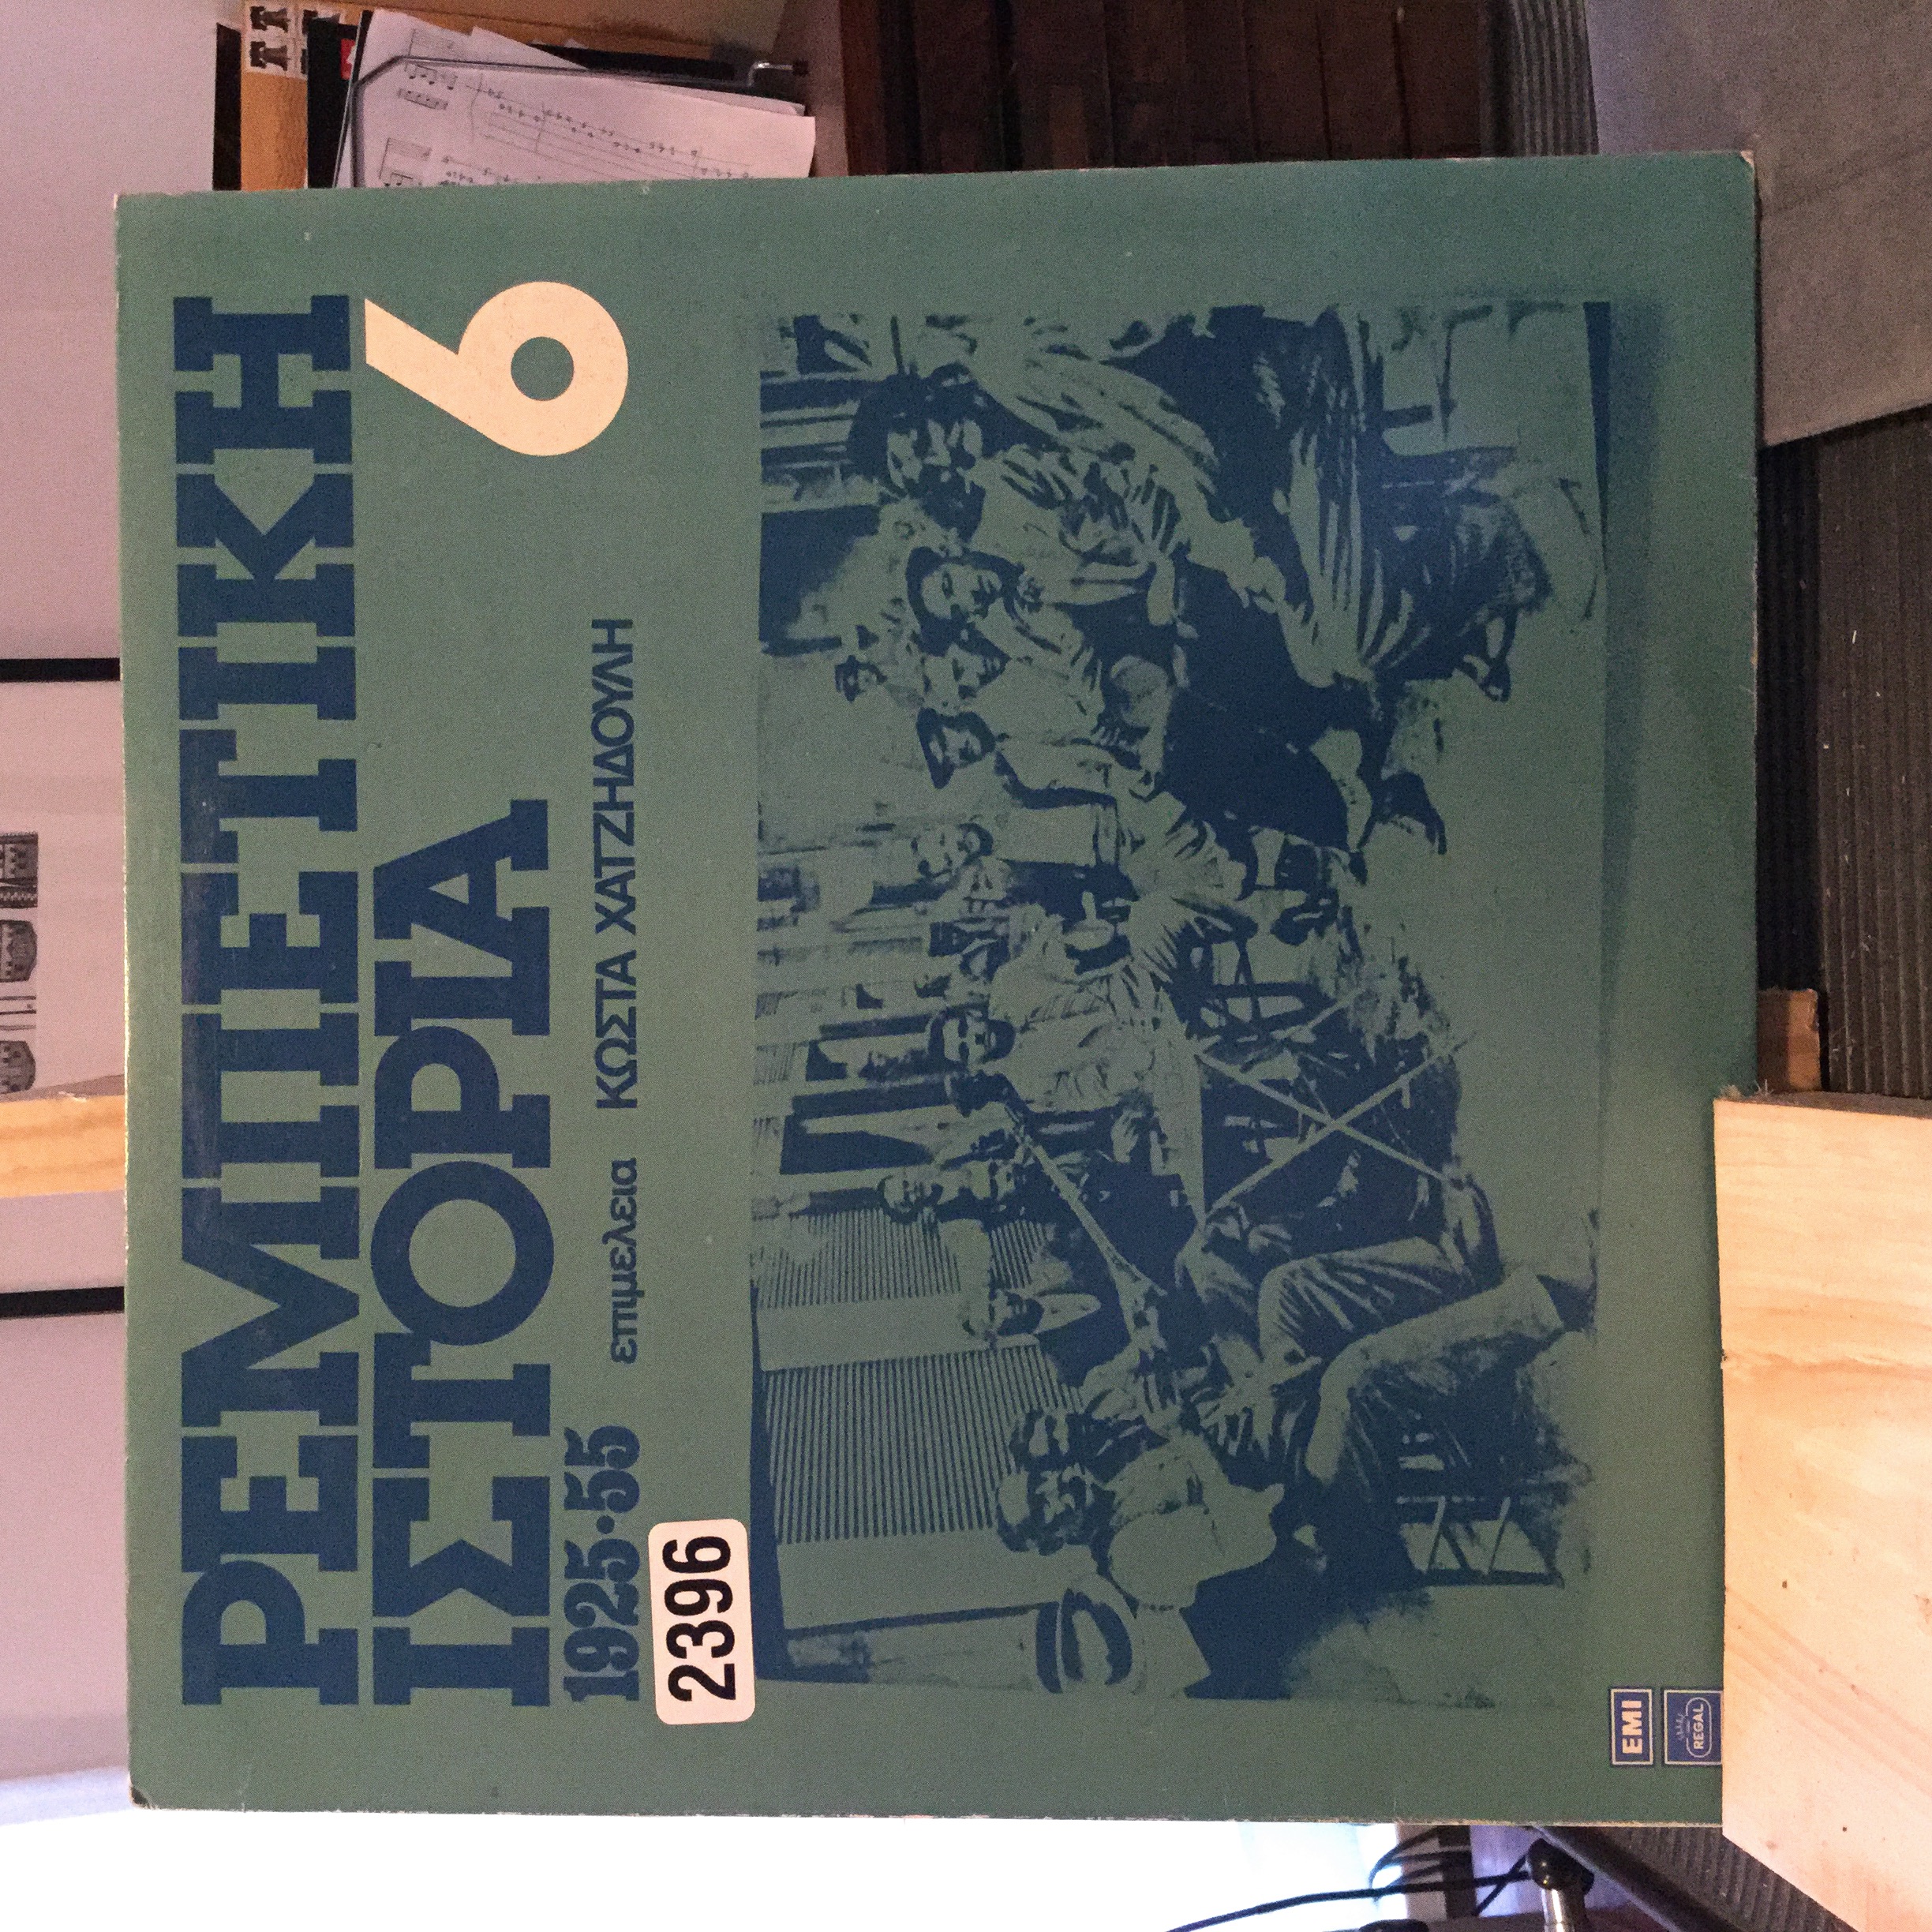 ΡΕΜΠΕΤΙΚΗ
ΙΣΤΟΡΙΑ 6
1925·55 επιμελεια ΚΩΣΤΑ ΧΑΤΖΗΔΟΥΛΗ
2396
EMI
REGAL